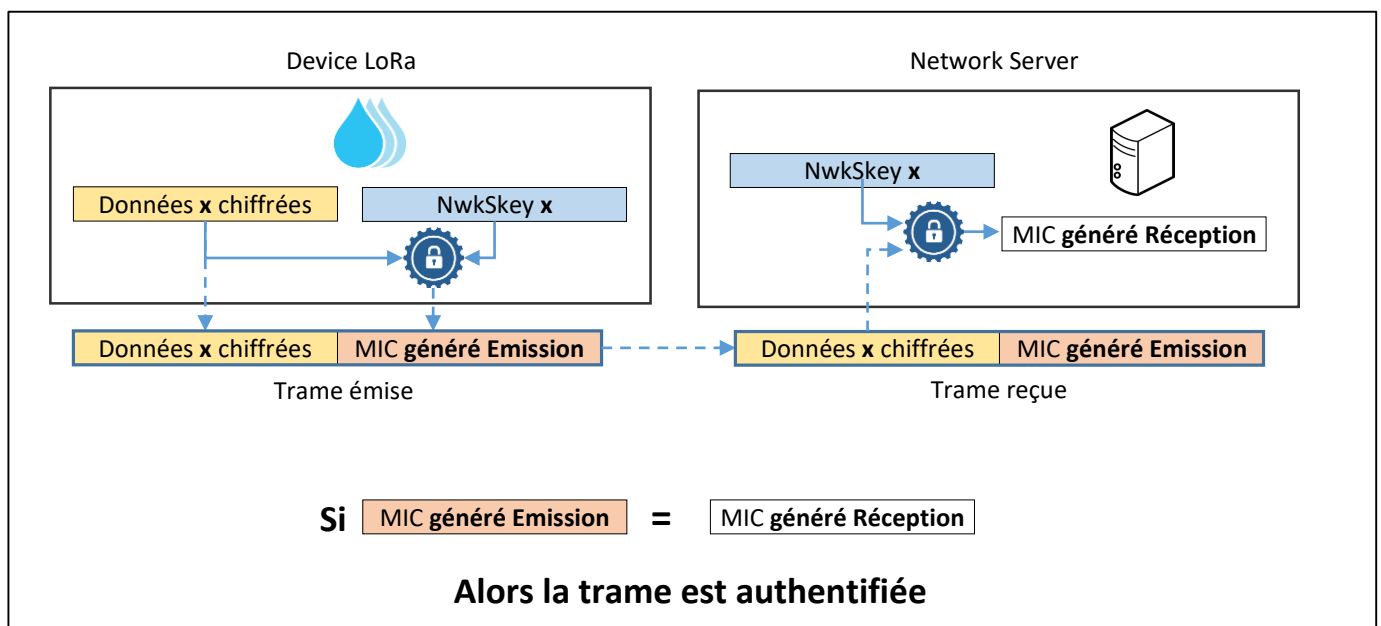 Device LoRa
Network Server
NwkSkey x
Données x chiffrées
NwkSkey x
MIC généré Réception
Données x chiffrées
MIC généré Emission
Données x chiffrées
MIC généré Emission
Trame émise
Trame reçue
Si MIC généré Emission = MIC généré Réception
Alors la trame est authentifiée